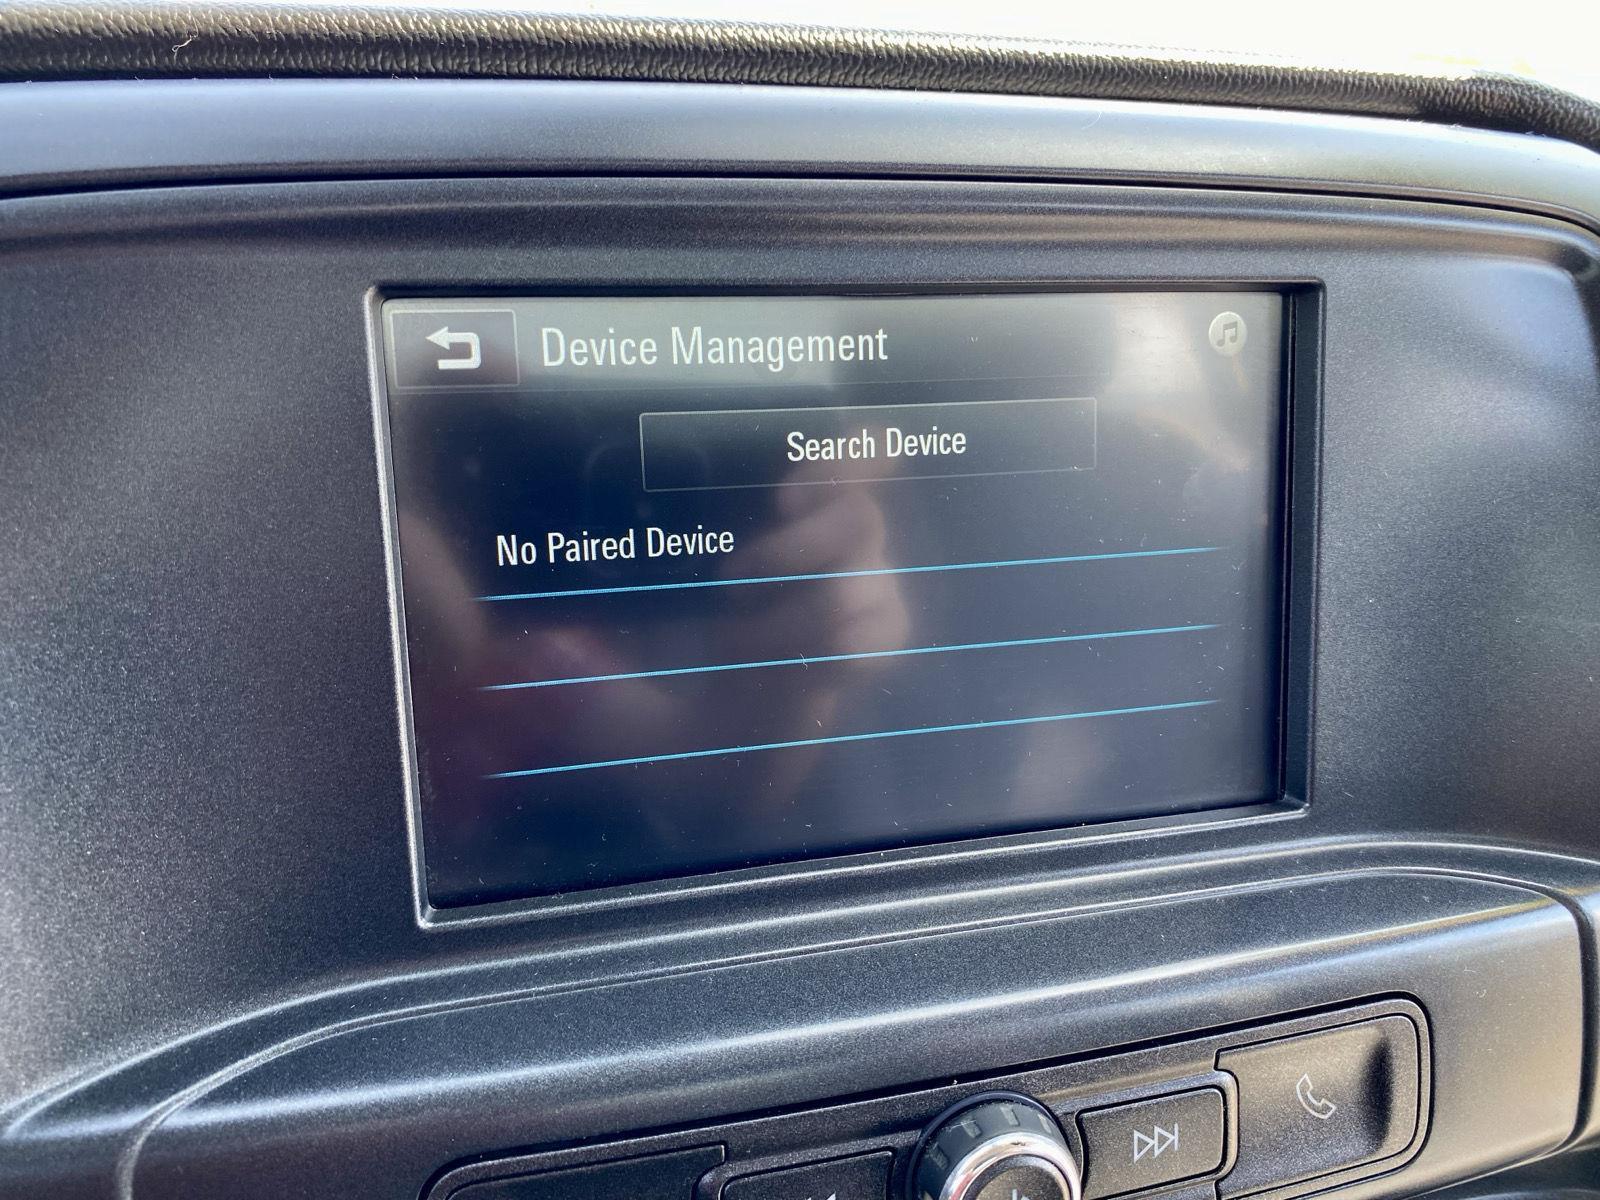 Device Management
Search Device
No Paired Device